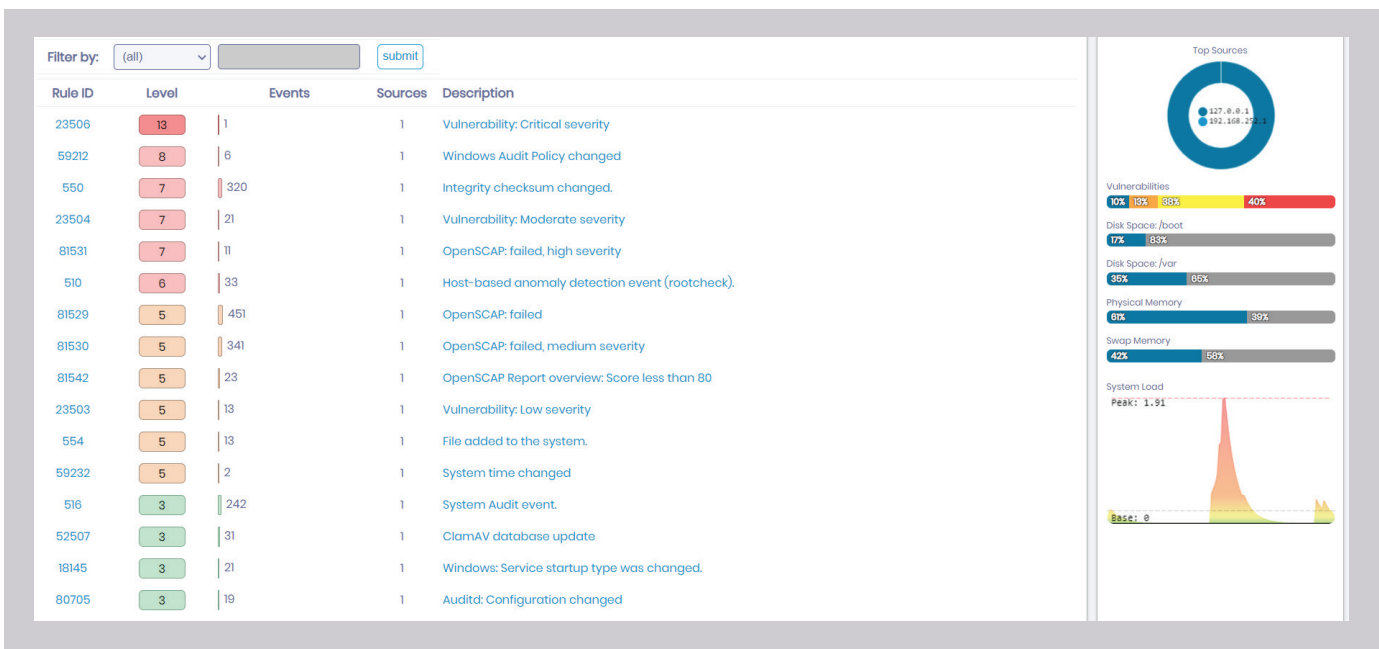 Filter by: (all) submit
Rule ID Level Events Sources Description
23506 13 1 1 Vulnerability: Critical severity
59212 8 6 1 Windows Audit Policy changed
550 7 320 1 Integrity checksum changed.
23504 7 21 1 Vulnerability: Moderate severity
81531 7 11 1 OpenSCAP: failed, high severity
510 6 33 1 Host-based anomaly detection event (rootcheck).
81529 5 451 1 OpenSCAP: failed
81530 5 341 1 OpenSCAP: failed, medium severity
81542 5 23 1 OpenSCAP Report overview: Score less than 80
23503 5 13 1 Vulnerability: Low severity
554 5 13 1 File added to the system.
59232 5 2 1 System time changed
516 3 242 1 System Audit event.
52507 3 31 1 ClamAV database update
18145 3 21 1 Windows: Service startup type was changed.
80705 3 19 1 Auditd: Configuration changed
Top Sources
127.0.0.1
192.168.252.1
Vulnerabilities
10% 13% 38% 40%
Disk Space: /boot
17% 83%
Disk Space: /var
35% 65%
Physical Memory
61% 39%
Swap Memory
42% 58%
System Load
Peak: 1.91
Base: 0